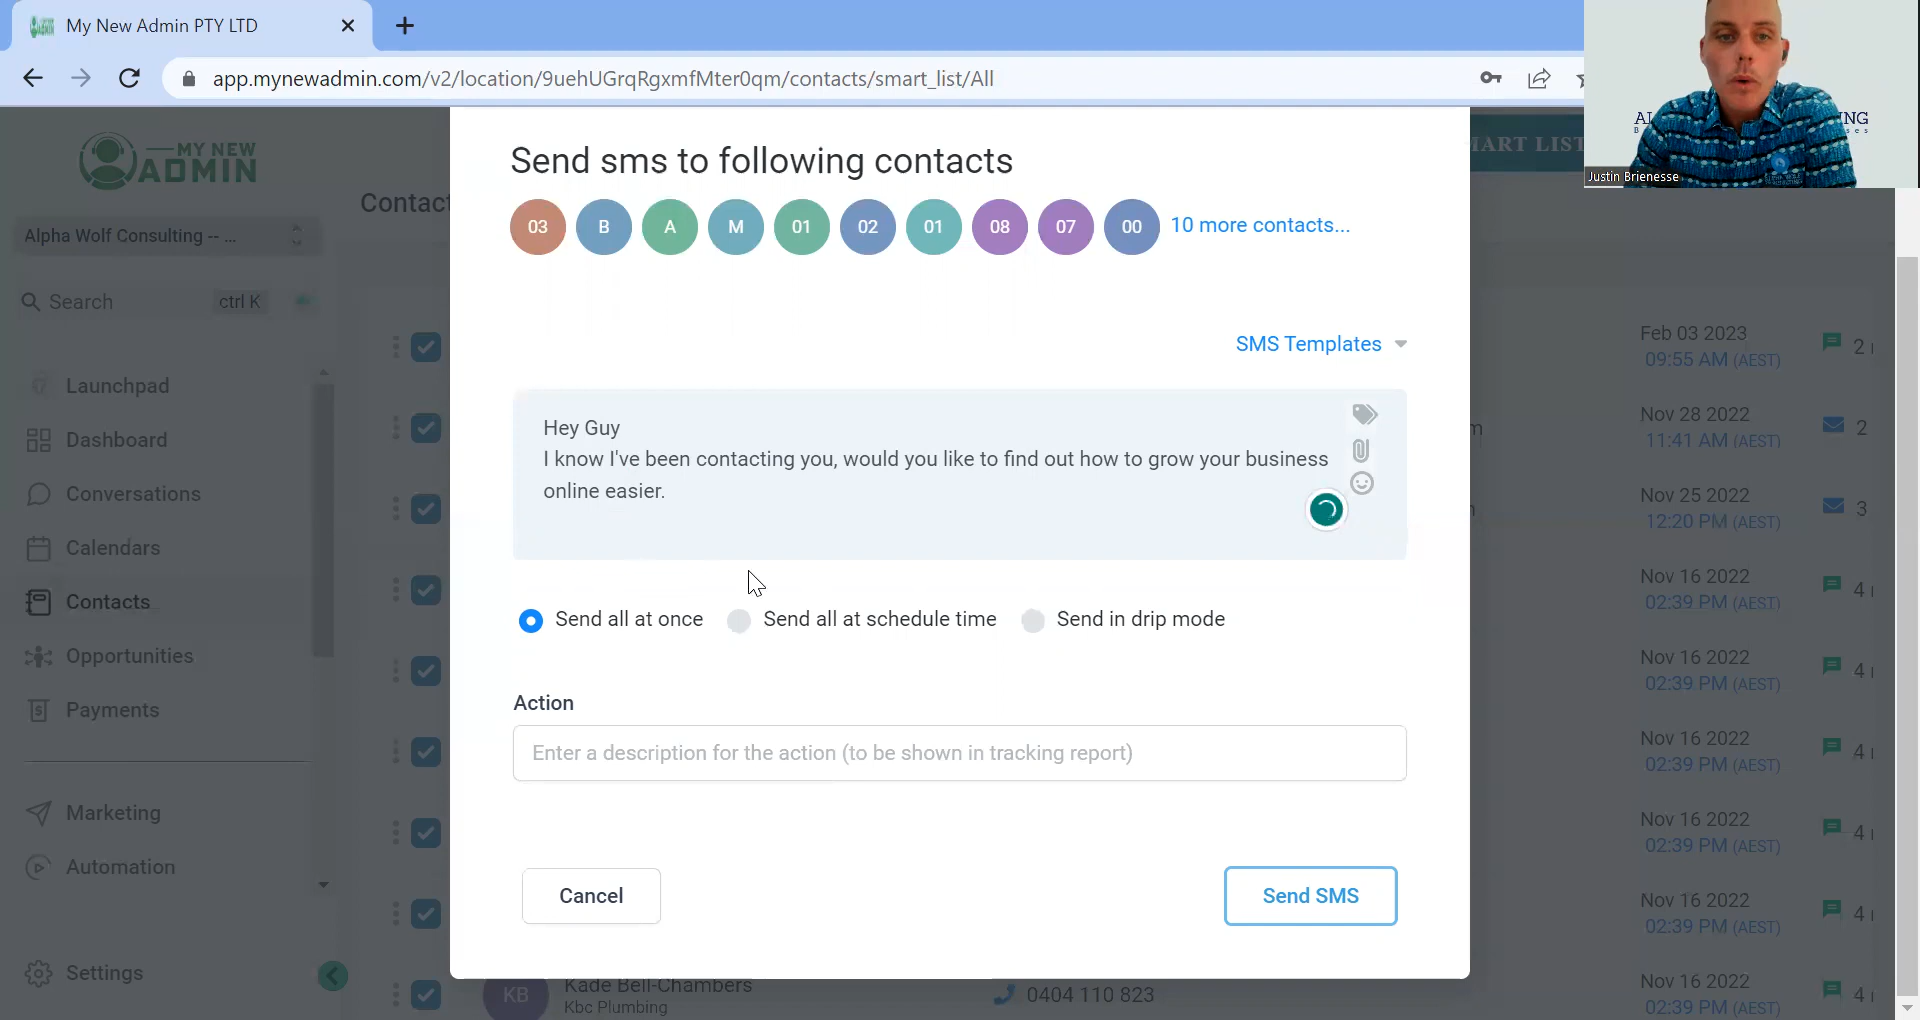 My New Admin PTY LTD
app.mynewadmin.com/v2/location/9uehUGrqRgxmfMter0qm/contacts/smart_list/All
Justin Brienesse
MY NEW
ADMIN
Alpha Wolf Consulting -- ...
Search
ctrl K
Launchpad
Dashboard
Conversations
Calendars
Contacts
Opportunities
Payments
Marketing
Automation
Settings
Send sms to following contacts
03 B A M 01 02 01 08 07 00 10 more contacts...
SMS Templates
Hey Guy
I know I've been contacting you, would you like to find out how to grow your business
online easier.
Send all at once
Send all at schedule time
Send in drip mode
Action
Enter a description for the action (to be shown in tracking report)
Cancel
Send SMS
KB
Kade Bell-Chambers
Kbc Plumbing
0404 110 823
Feb 03 2023
09:55 AM (AEST)
2
Nov 28 2022
11:41 AM (AEST)
2
Nov 25 2022
12:20 PM (AEST)
3
Nov 16 2022
02:39 PM (AEST)
4
Nov 16 2022
02:39 PM (AEST)
4
Nov 16 2022
02:39 PM (AEST)
4
Nov 16 2022
02:39 PM (AEST)
4
Nov 16 2022
02:39 PM (AEST)
4
Nov 16 2022
02:39 PM (AEST)
4